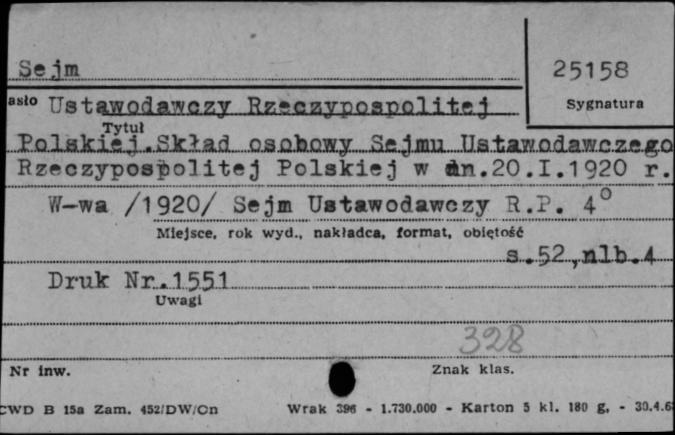 Sejm
25158
asło Ustawodawczy Rzeczypospolitej
Sygnatura
Tytuł
Polskiej.Skład osobowy Sejmu Ustawodawczego
Rzeczypospolitej Polskiej w dn.20.I.1920 r.
W-wa /1920/ Sejm Ustawodawczy R.P. 4°
Miejsce, rok wyd., nakładca, format, objętość
s.52,nlb.4
Druk Nr.1551
Uwagi
328
Nr inw.
Znak klas.
CWD B 15a Zam. 452/DW/Cn Wrak 396 - 1.730.000 - Karton 5 kl. 180 g. - 30.4.6